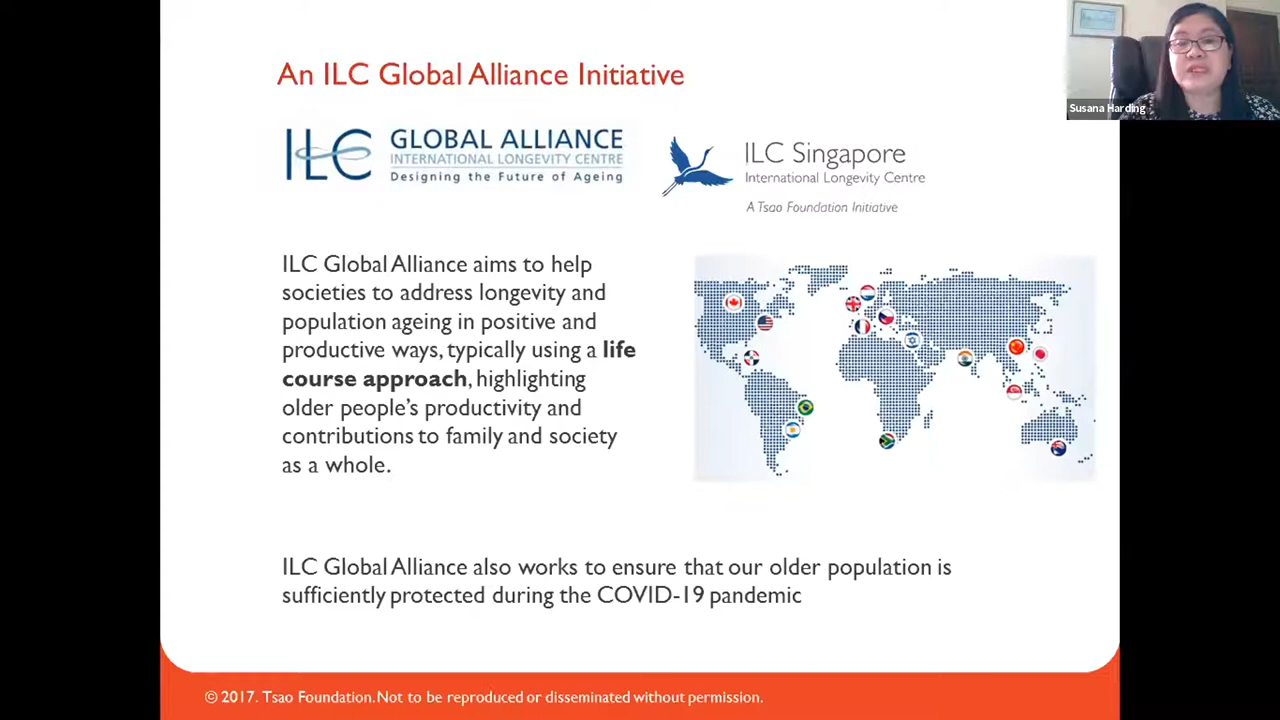 An ILC Global Alliance Initiative
Susana Harding
ILC
GLOBAL ALLIANCE
INTERNATIONAL LONGEVITY CENTRE
Designing the Future of Ageing
ILC Singapore
International Longevity Centre
A Tsao Foundation Initiative
ILC Global Alliance aims to help
societies to address longevity and
population ageing in positive and
productive ways, typically using a life
course approach, highlighting
older people's productivity and
contributions to family and society
as a whole.
ILC Global Alliance also works to ensure that our older population is
sufficiently protected during the COVID-19 pandemic
© 2017. Tsao Foundation. Not to be reproduced or disseminated without permission.